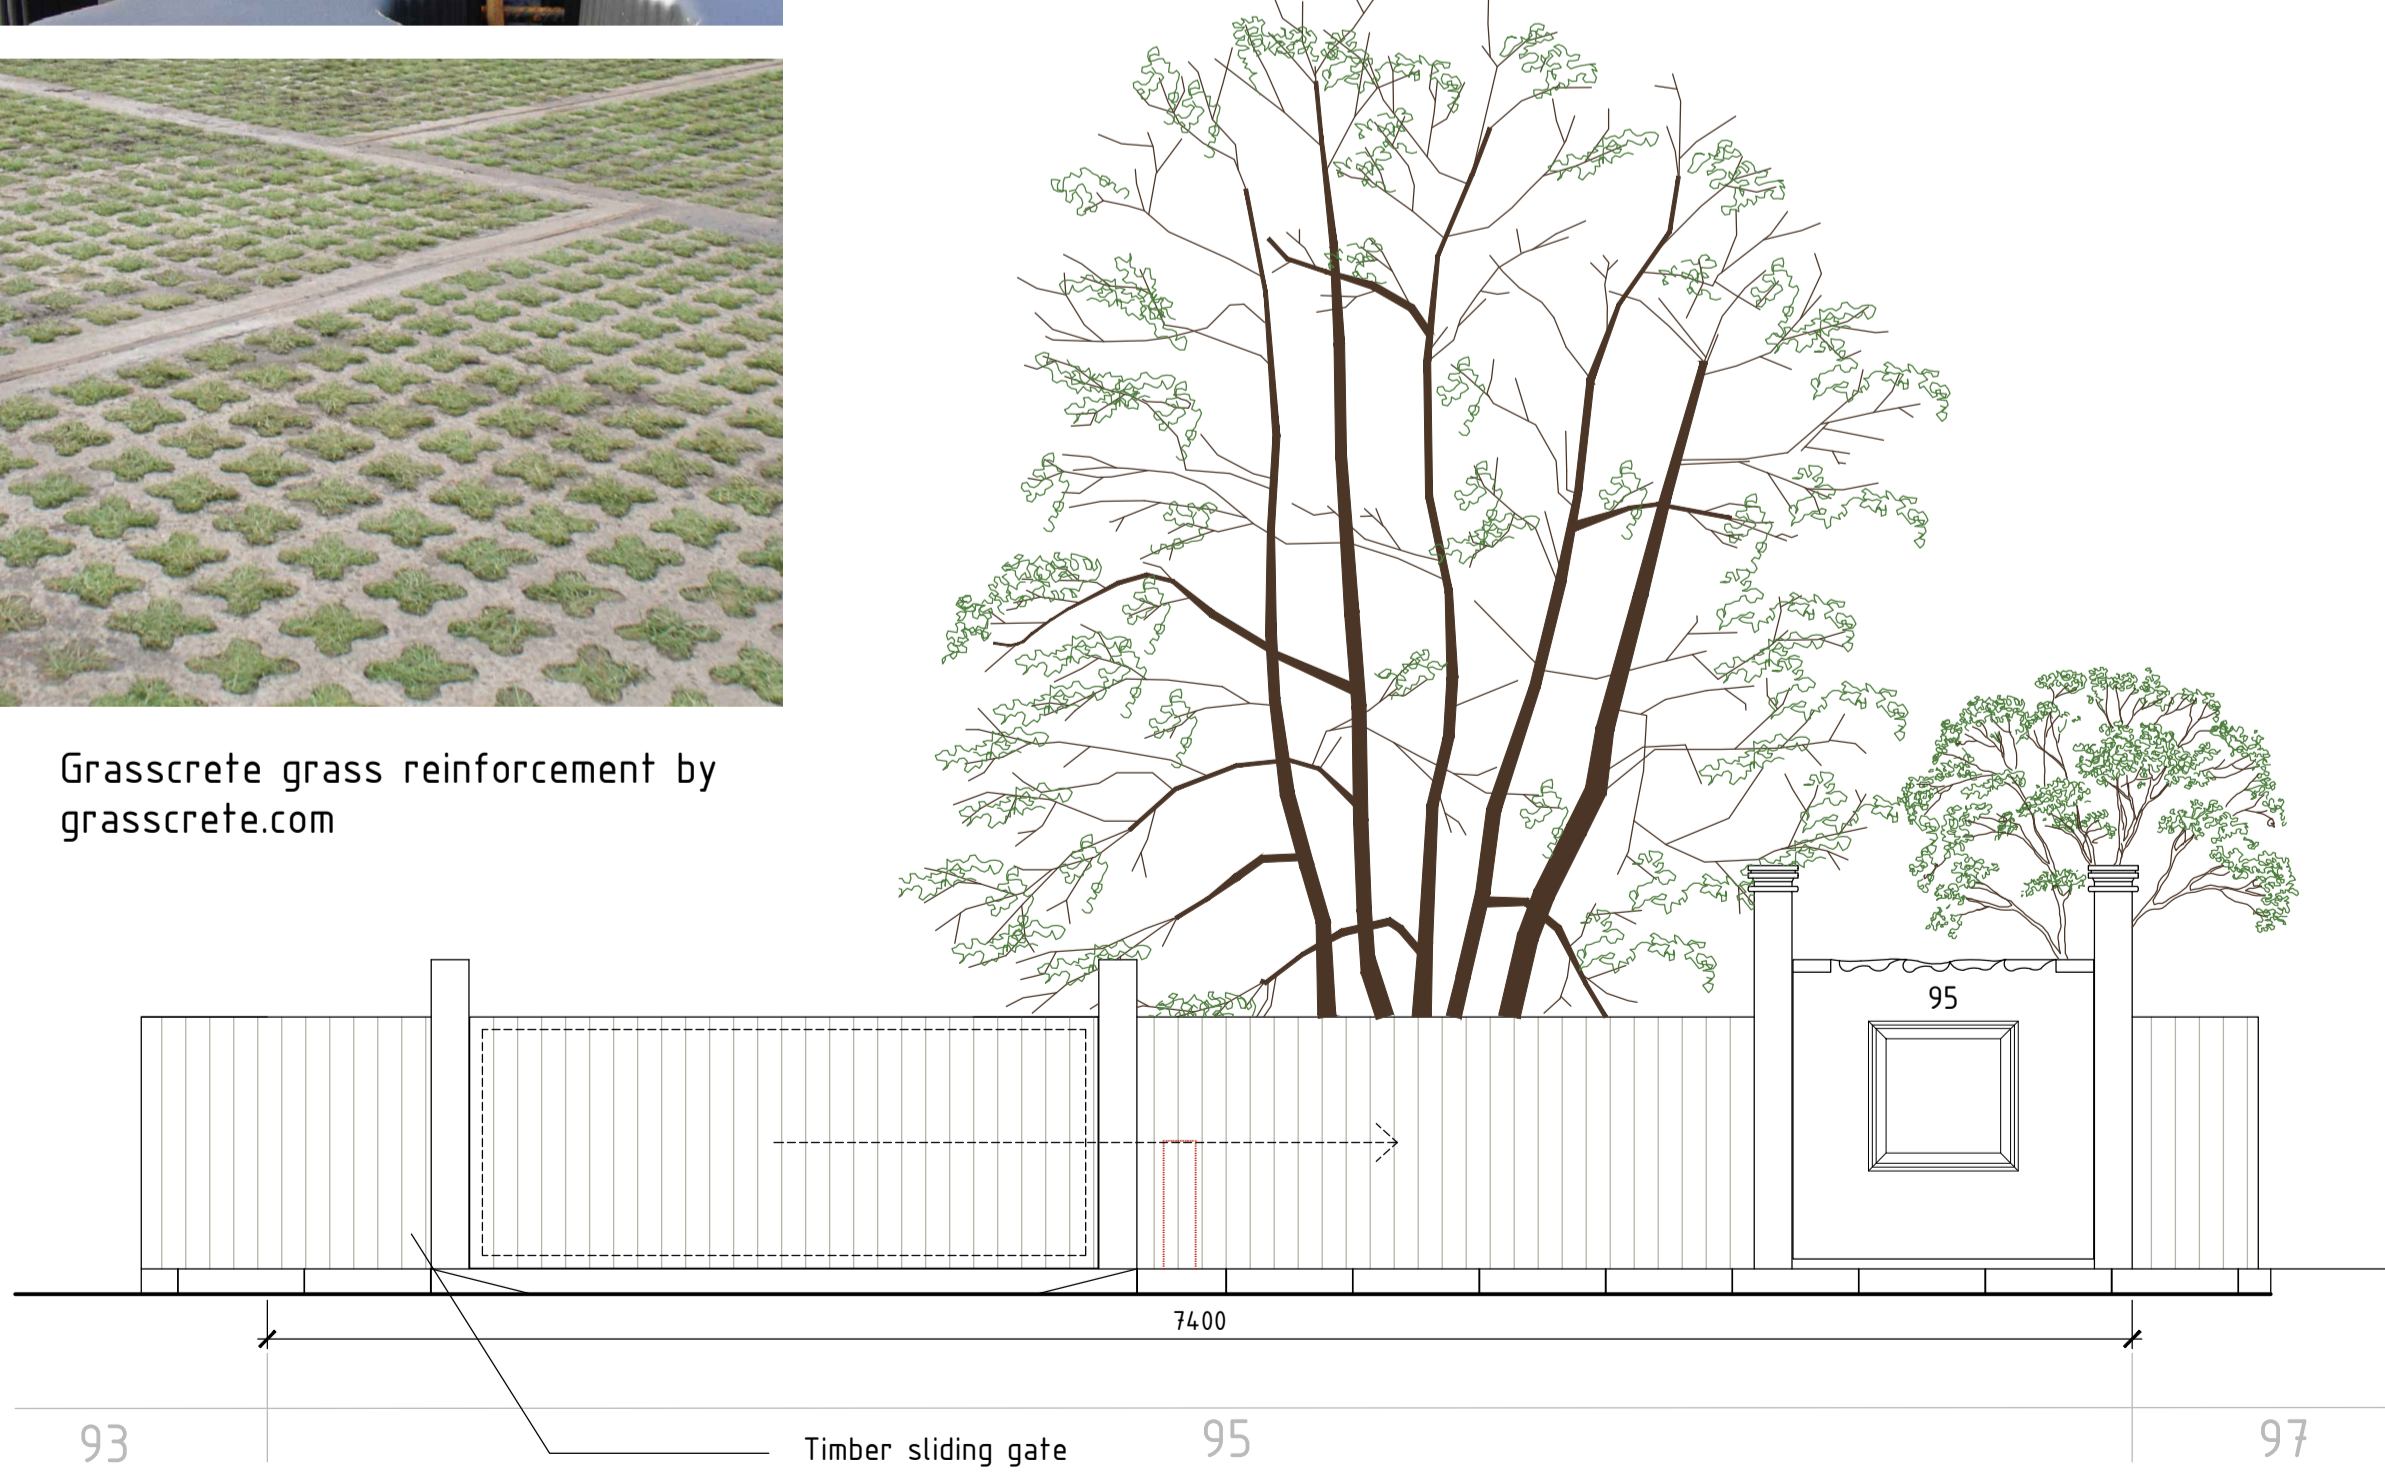 Grasscrete grass reinforcement by
grasscrete.com
95
7400
93
95
97
Timber sliding gate